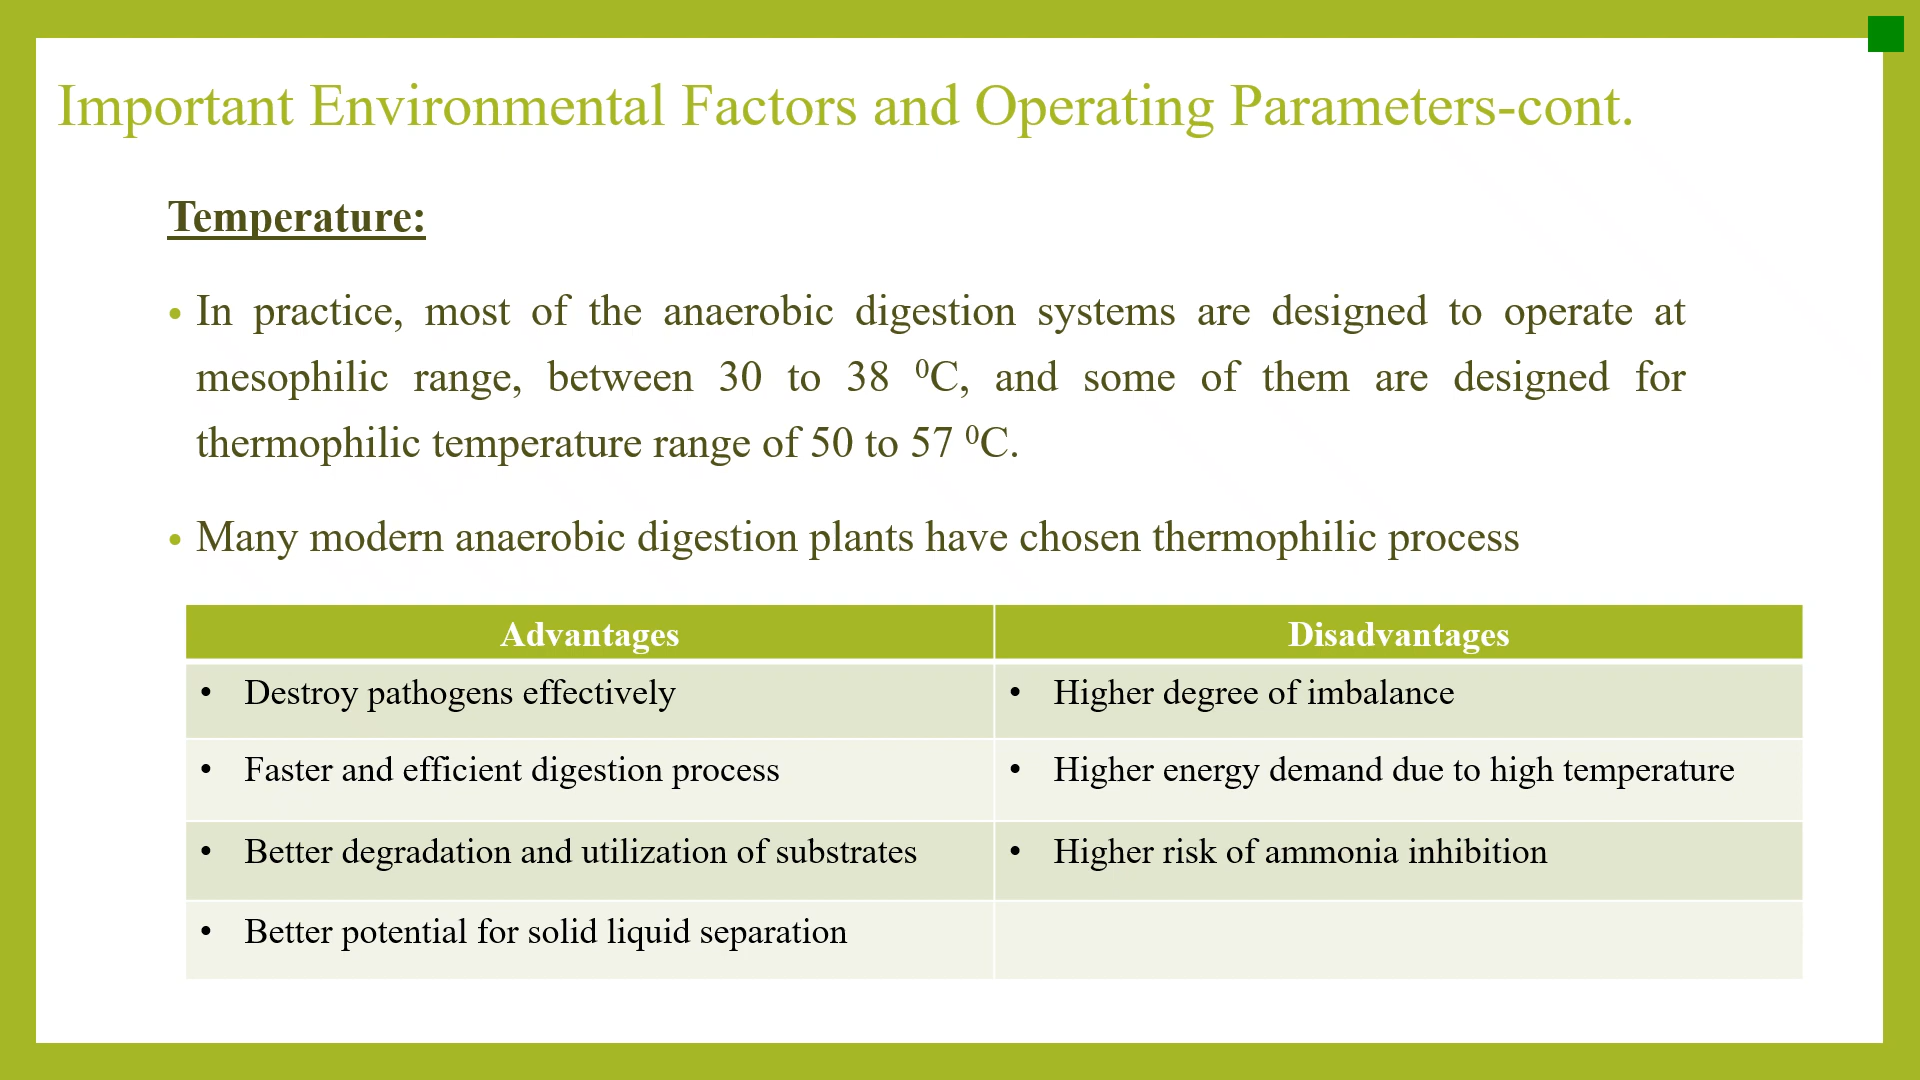 Important Environmental Factors and Operating Parameters-cont.
Temperature:
• In practice, most of the anaerobic digestion systems are designed to operate at
mesophilic range, between 30 to 38 ⁰C, and some of them are designed for
thermophilic temperature range of 50 to 57 ⁰C.
• Many modern anaerobic digestion plants have chosen thermophilic process
Advantages Disadvantages
• Destroy pathogens effectively • Higher degree of imbalance
• Faster and efficient digestion process • Higher energy demand due to high temperature
• Better degradation and utilization of substrates • Higher risk of ammonia inhibition
• Better potential for solid liquid separation